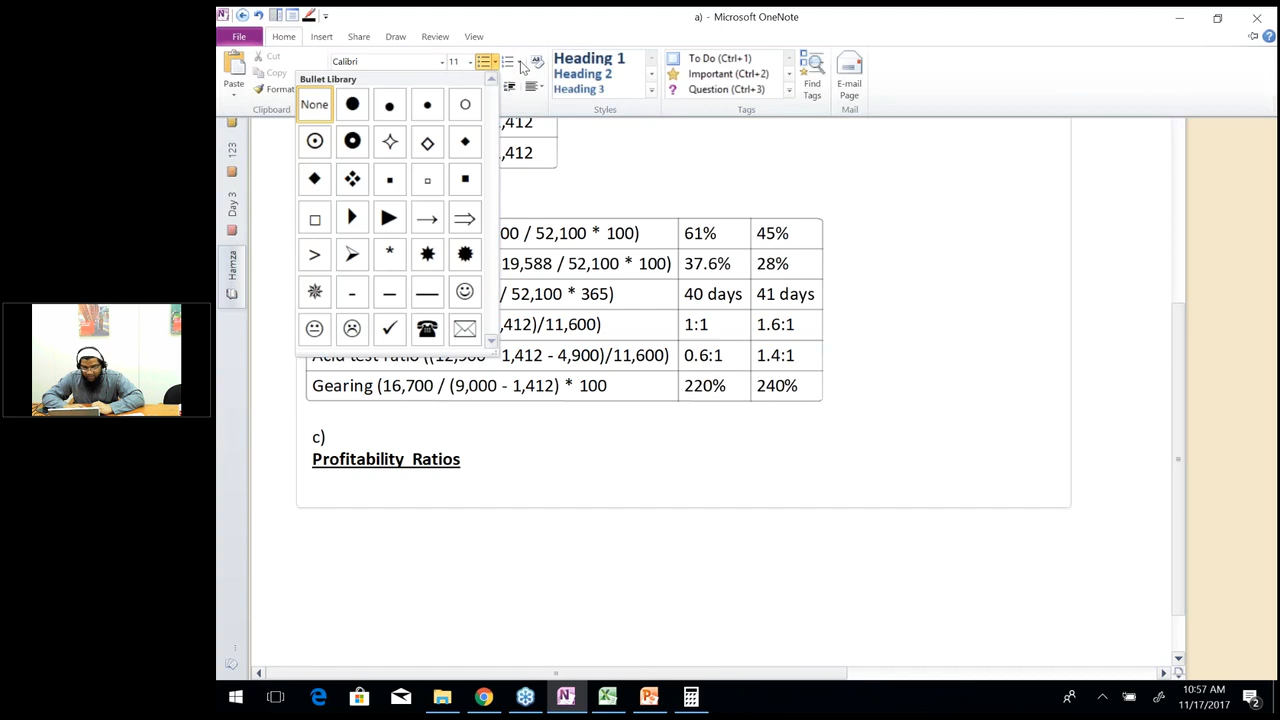 a) - Microsoft OneNote
File Home Insert Share Draw Review View
Paste
Cut
Copy
Format
Clipboard
Calibri 11
Heading 1
Heading 2
Heading 3
Styles
To Do (Ctrl+1)
Important (Ctrl+2)
Question (Ctrl+3)
Tags
Find
Tags
E-mail
Page
Mail
Bullet Library
None
123
Day 3
Hamza
,412
,412
00 / 52,100 * 100) 61% 45%
19,588 / 52,100 * 100) 37.6% 28%
/ 52,100 * 365) 40 days 41 days
,412)/11,600) 1:1 1.6:1
Acid test ratio ((12,900 - 1,412 - 4,900)/11,600) 0.6:1 1.4:1
Gearing (16,700 / (9,000 - 1,412) * 100 220% 240%
c)
Profitability Ratios
10:57 AM
11/17/2017
2